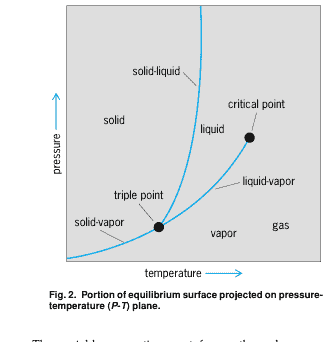 solid-liquid
critical point
solid
liquid
pressure
liquid-vapor
triple point
solid-vapor
gas
vapor
temperature
Fig. 2. Portion of equilibrium surface projected on pressure-
temperature (P-T) plane.